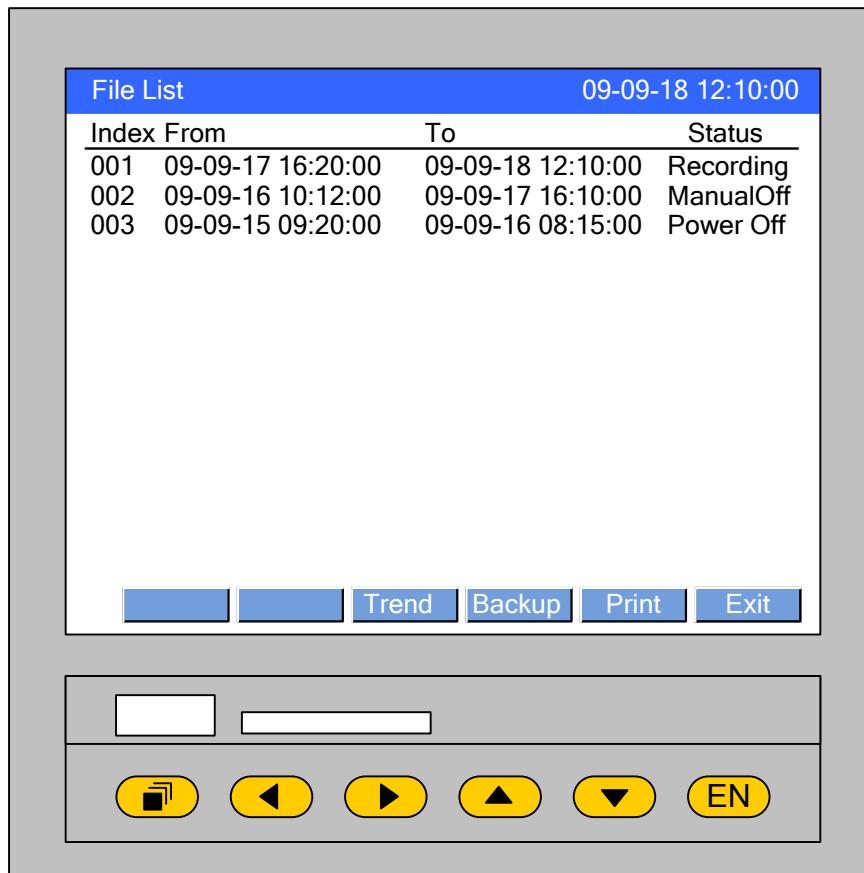 File List 09-09-18 12:10:00
Index From To Status
001 09-09-17 16:20:00 09-09-18 12:10:00 Recording
002 09-09-16 10:12:00 09-09-17 16:10:00 ManualOff
003 09-09-15 09:20:00 09-09-16 08:15:00 Power Off
Trend Backup Print Exit
EN